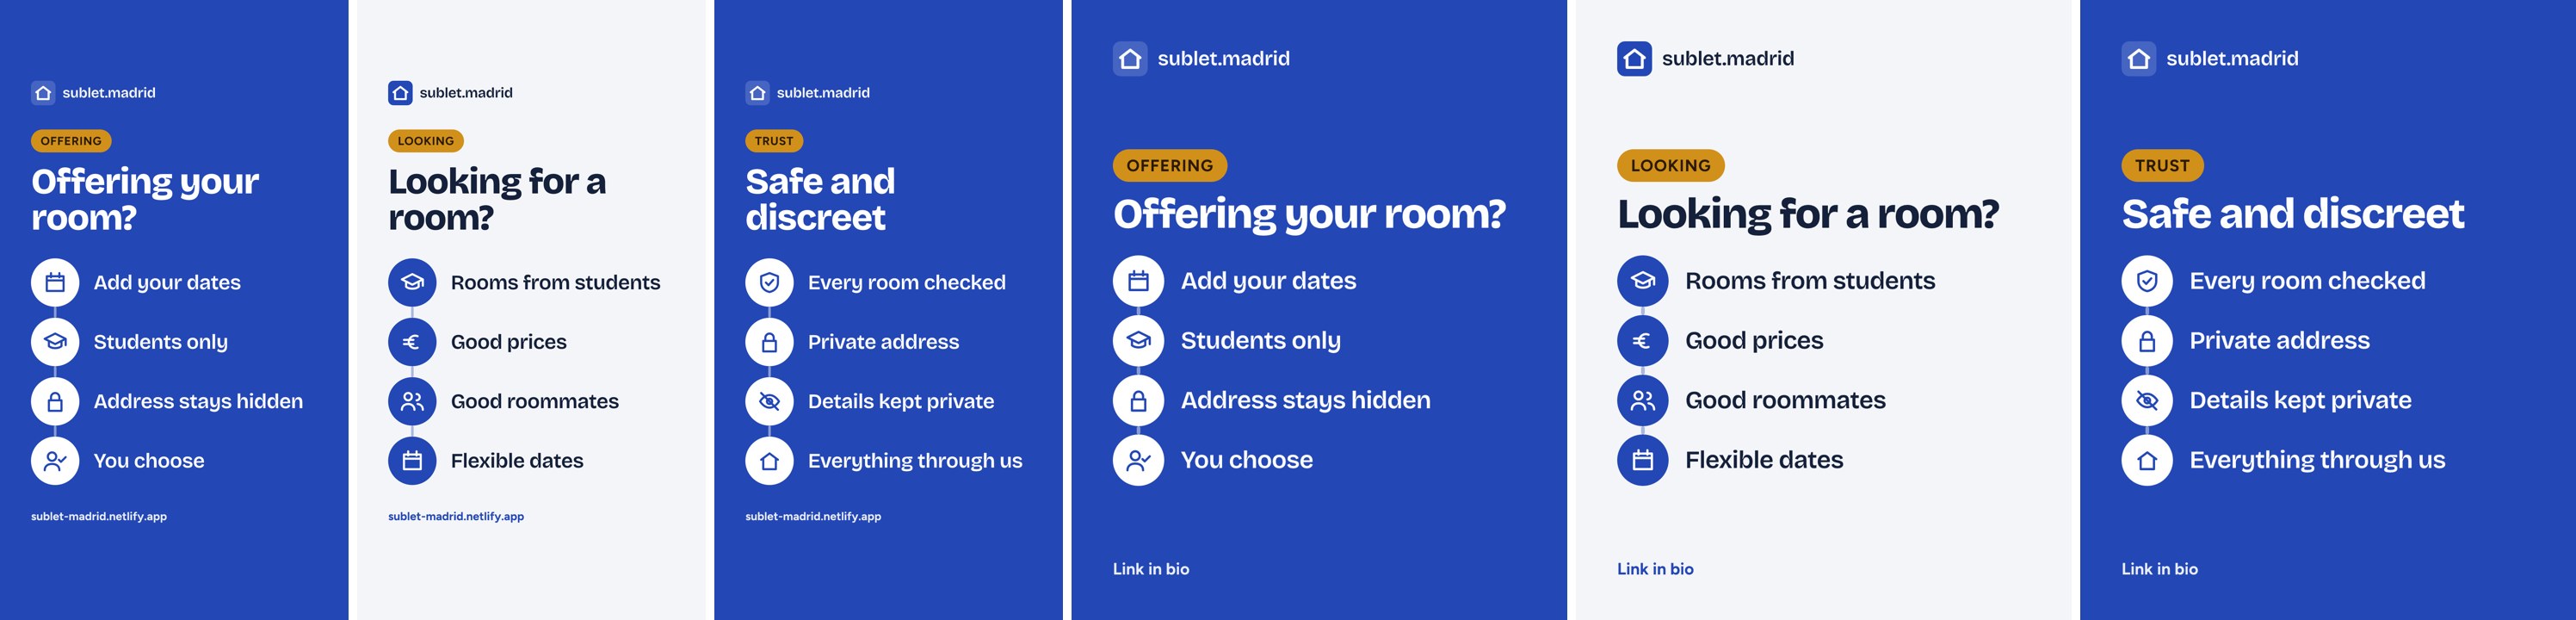 sublet.madrid
OFFERING
Offering your
room?
Add your dates
Students only
Address stays hidden
You choose
sublet-madrid.netlify.app
sublet.madrid
LOOKING
Looking for a
room?
Rooms from students
Good prices
Good roommates
Flexible dates
sublet-madrid.netlify.app
sublet.madrid
TRUST
Safe and
discreet
Every room checked
Private address
Details kept private
Everything through us
sublet-madrid.netlify.app
sublet.madrid
OFFERING
Offering your room?
Add your dates
Students only
Address stays hidden
You choose
Link in bio
sublet.madrid
LOOKING
Looking for a room?
Rooms from students
Good prices
Good roommates
Flexible dates
Link in bio
sublet.madrid
TRUST
Safe and discreet
Every room checked
Private address
Details kept private
Everything through us
Link in bio